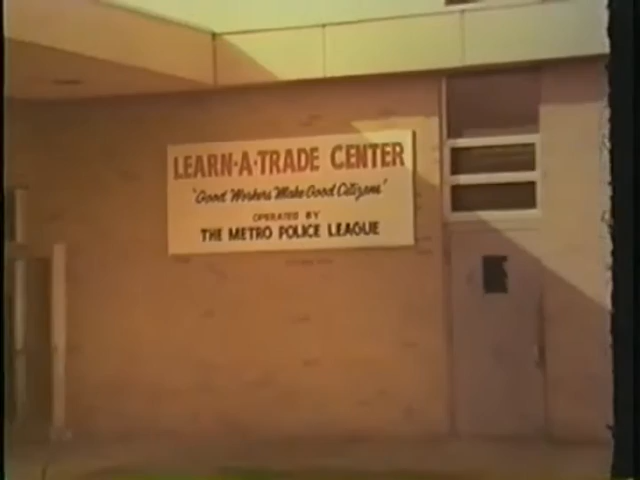 LEARN·A·TRADE CENTER
"Good Workers Make Good Citizens"
OPERATED BY
THE METRO POLICE LEAGUE